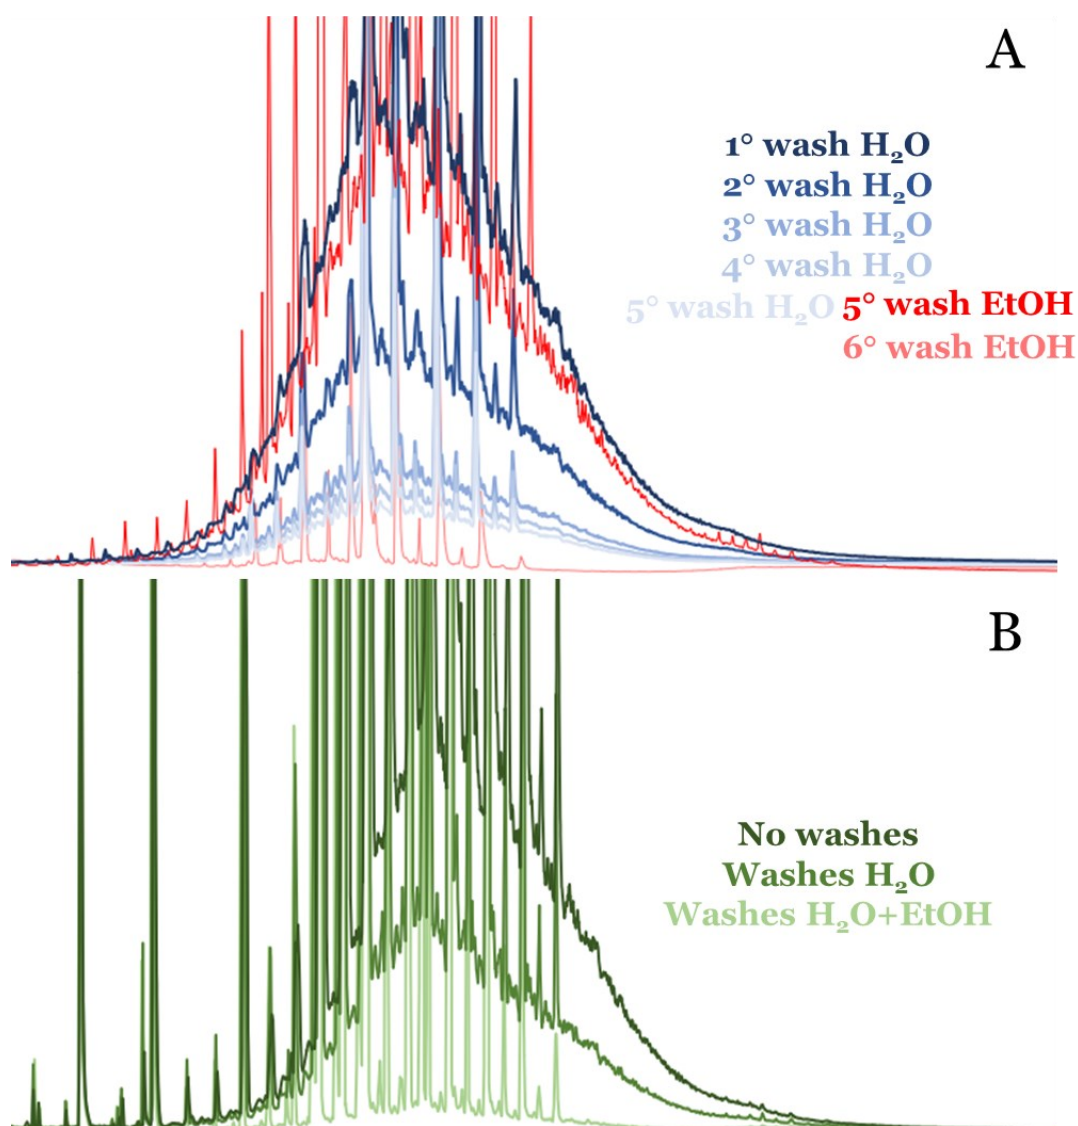 A
1° wash H₂O
2° wash H₂O
3° wash H₂O
4° wash H₂O
5° wash H₂O 5° wash EtOH
6° wash EtOH
B
No washes
Washes H₂O
Washes H₂O+EtOH